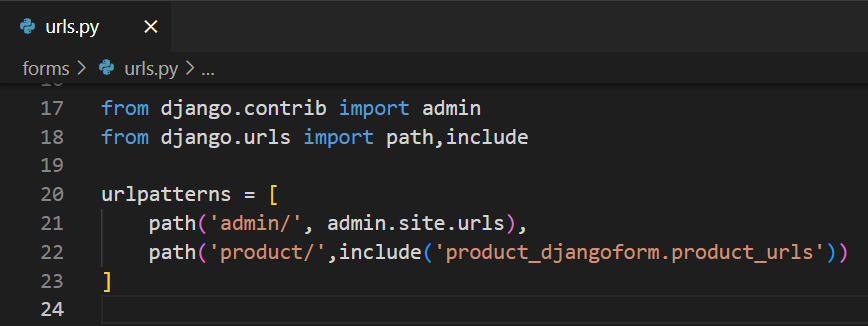 urls.py ×
forms > urls.py > ...
17 from django.contrib import admin
18 from django.urls import path,include
19
20 urlpatterns = [
21     path('admin/', admin.site.urls),
22     path('product/',include('product_djangoform.product_urls'))
23 ]
24